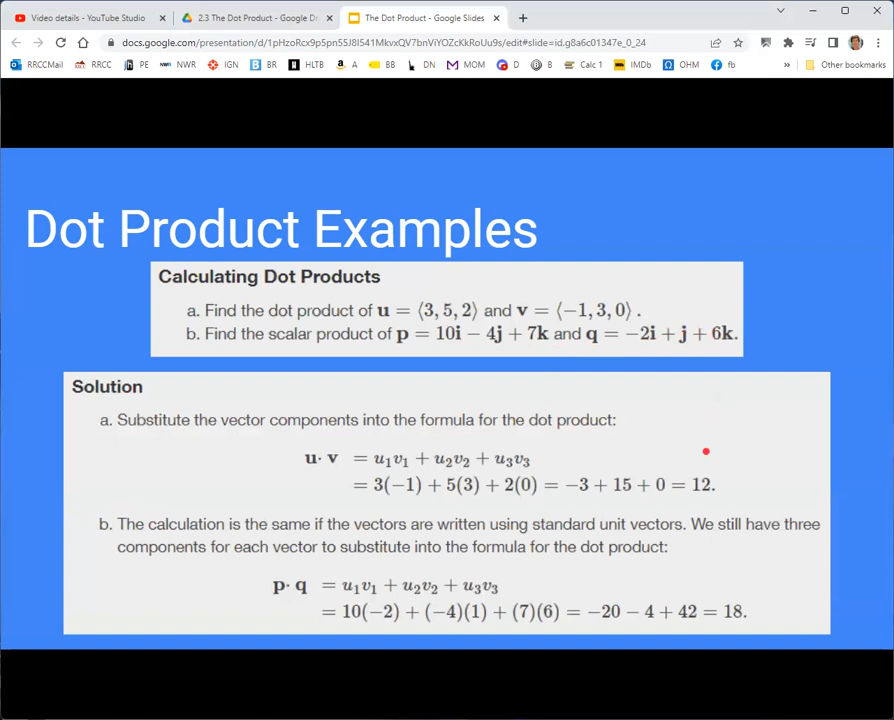 Video details - YouTube Studio
2.3 The Dot Product - Google Dr
The Dot Product - Google Slides
docs.google.com/presentation/d/1pHzoRcx9p5pn55J8I541MkvxQV7bnViYOZcKkRoUu9s/edit#slide=id.g8a6c01347e_0_24
RRCCMail RRCC PE NWR NWR IGN BR HLTB A BB DN MOM D B Calc 1 IMDb OHM fb » Other bookmarks
Dot Product Examples
Calculating Dot Products
a. Find the dot product of u = ⟨3, 5, 2⟩ and v = ⟨−1, 3, 0⟩ .
b. Find the scalar product of p = 10i − 4j + 7k and q = −2i + j + 6k.
Solution
a. Substitute the vector components into the formula for the dot product:
u· v = u₁v₁ + u₂v₂ + u₃v₃
= 3(−1) + 5(3) + 2(0) = −3 + 15 + 0 = 12.
b. The calculation is the same if the vectors are written using standard unit vectors. We still have three
components for each vector to substitute into the formula for the dot product:
p· q = u₁v₁ + u₂v₂ + u₃v₃
= 10(−2) + (−4)(1) + (7)(6) = −20 − 4 + 42 = 18.